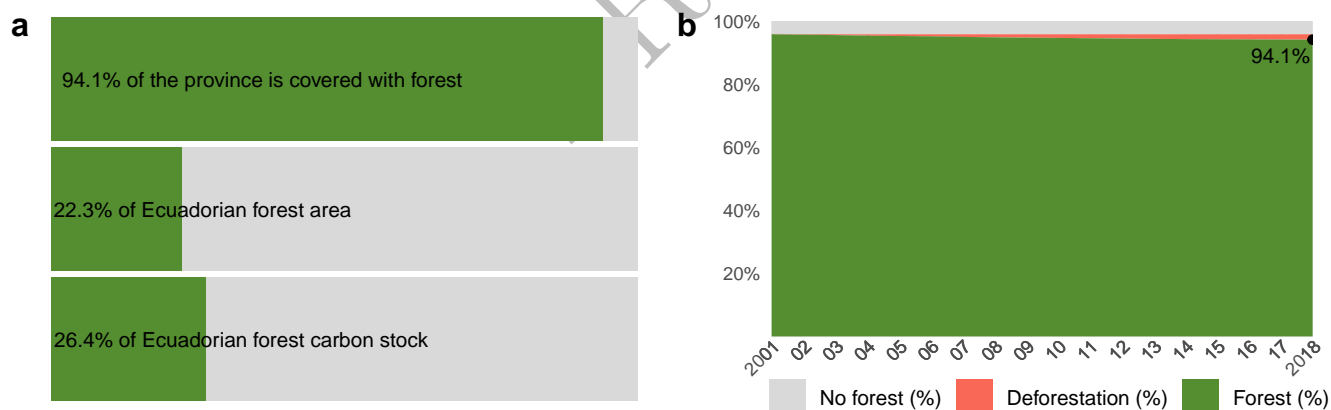 a
94.1% of the province is covered with forest
22.3% of Ecuadorian forest area
26.4% of Ecuadorian forest carbon stock
b
100%
80%
60%
40%
20%
94.1%
2001 02 03 04 05 06 07 08 09 10 11 12 13 14 15 16 17 2018
No forest (%) Deforestation (%) Forest (%)